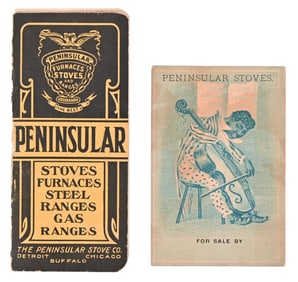 PENINSULAR
FURNACES
STOVES
AND
RANGES
THE BEST
PENINSULAR
STOVES
FURNACES
STEEL
RANGES
GAS
RANGES
THE PENINSULAR STOVE CO.
DETROIT CHICAGO
BUFFALO
PENINSULAR STOVES.
FOR SALE BY